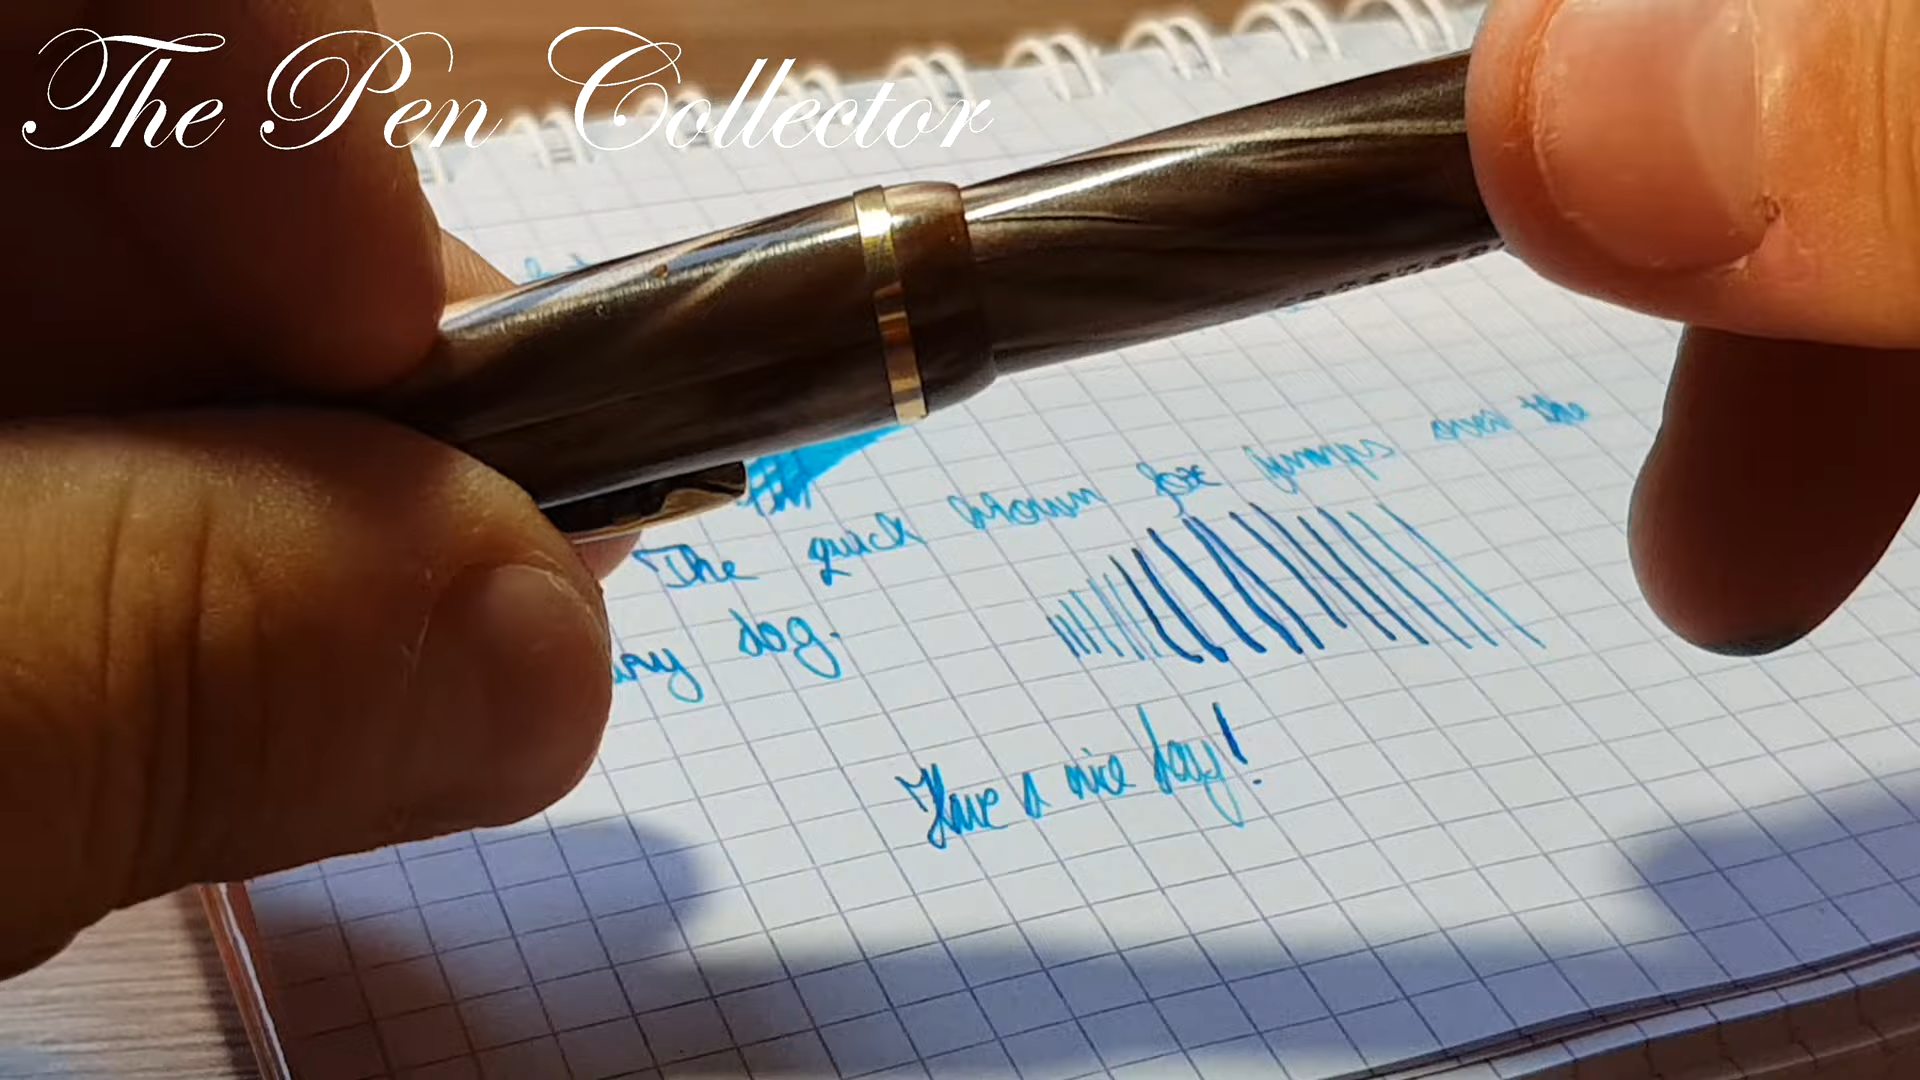 The Pen Collector
The quick brown fox jumps over the
dog.
Have a nice day!